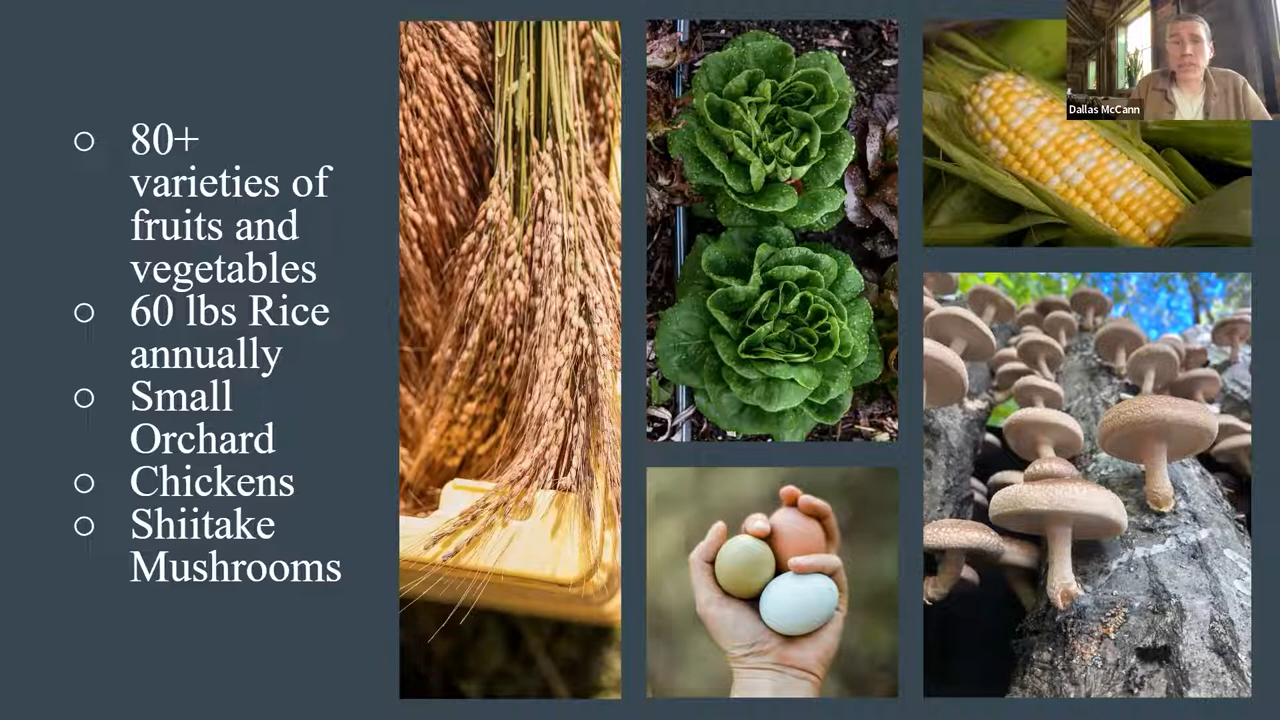 80+
varieties of
fruits and
vegetables
60 lbs Rice
annually
Small
Orchard
Chickens
Shiitake
Mushrooms
Dallas McCann